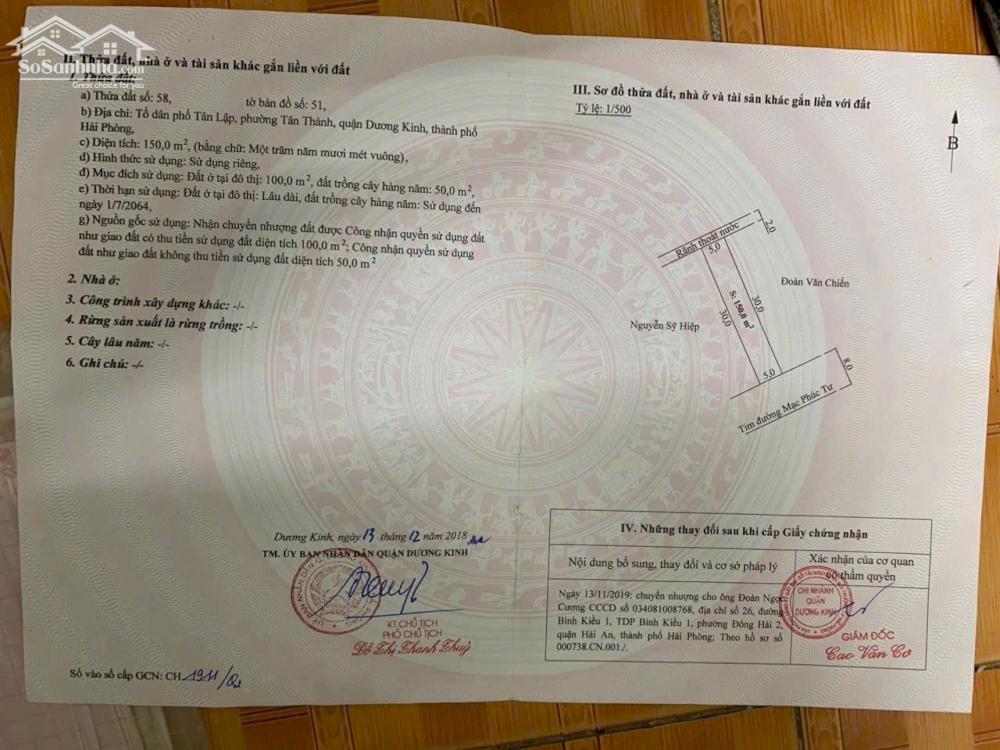 SoSanhnha.com
Great choice for you
II. Thửa đất, nhà ở và tài sản khác gắn liền với đất
1. Thửa đất:
a) Thửa đất số: 58, tờ bản đồ số: 51,
b) Địa chỉ: Tổ dân phố Tân Lập, phường Tân Thành, quận Dương Kinh, thành phố
Hải Phòng,
c) Diện tích: 150,0 m², (bằng chữ: Một trăm năm mươi mét vuông),
d) Hình thức sử dụng: Sử dụng riêng,
đ) Mục đích sử dụng: Đất ở tại đô thị: 100,0 m², đất trồng cây hàng năm: 50,0 m²,
e) Thời hạn sử dụng: Đất ở tại đô thị: Lâu dài, đất trồng cây hàng năm: Sử dụng đến
ngày 1/7/2064,
g) Nguồn gốc sử dụng: Nhận chuyển nhượng đất được Công nhận quyền sử dụng đất
như giao đất có thu tiền sử dụng đất diện tích 100,0 m²; Công nhận quyền sử dụng
đất như giao đất không thu tiền sử dụng đất diện tích 50,0 m²
2. Nhà ở:
3. Công trình xây dựng khác: -/-
4. Rừng sản xuất là rừng trồng: -/-
5. Cây lâu năm: -/-
6. Ghi chú: -/-
Dương Kinh, ngày 13 tháng 12 năm 2018
TM. ỦY BAN NHÂN DÂN QUẬN DƯƠNG KINH
KT.CHỦ TỊCH
PHÓ CHỦ TỊCH
Đỗ Thị Thanh Thuỷ
Số vào sổ cấp GCN: CH 1911/
III. Sơ đồ thửa đất, nhà ở và tài sản khác gắn liền với đất
Tỷ lệ: 1/500
B
Rãnh thoát nước
2,0
5,0
Đoàn Văn Chiến
S: 150,0 m²
30,0
30,0
Nguyễn Sỹ Hiệp
5,0
8,0
Tim đường Mạc Phúc Tư
IV. Những thay đổi sau khi cấp Giấy chứng nhận
Nội dung bổ sung, thay đổi và cơ sở pháp lý
Xác nhận của cơ quan
có thẩm quyền
Ngày 13/11/2019: chuyển nhượng cho ông Đoàn Ngọc
Cương CCCD số 034081008768, địa chỉ số 26, đường
Bình Kiều 1, TDP Bình Kiều 1, phường Đông Hải 2,
quận Hải An, thành phố Hải Phòng; Theo hồ sơ số
000738.CN.001./.
CHI NHÁNH
QUẬN
DƯƠNG KINH
GIÁM ĐỐC
Cao Văn Cơ